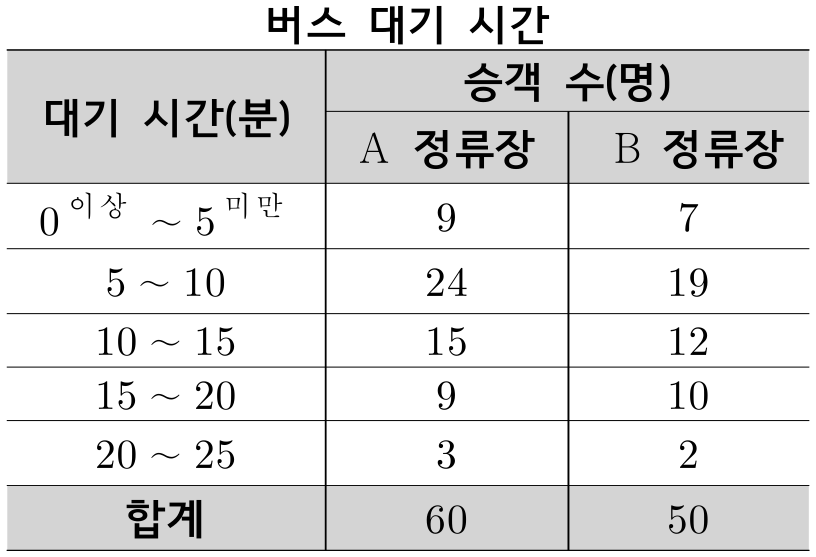 버스 대기 시간
대기 시간(분) 승객 수(명)
A 정류장 B 정류장
0이상 ~ 5미만 9 7
5 ~ 10 24 19
10 ~ 15 15 12
15 ~ 20 9 10
20 ~ 25 3 2
합계 60 50